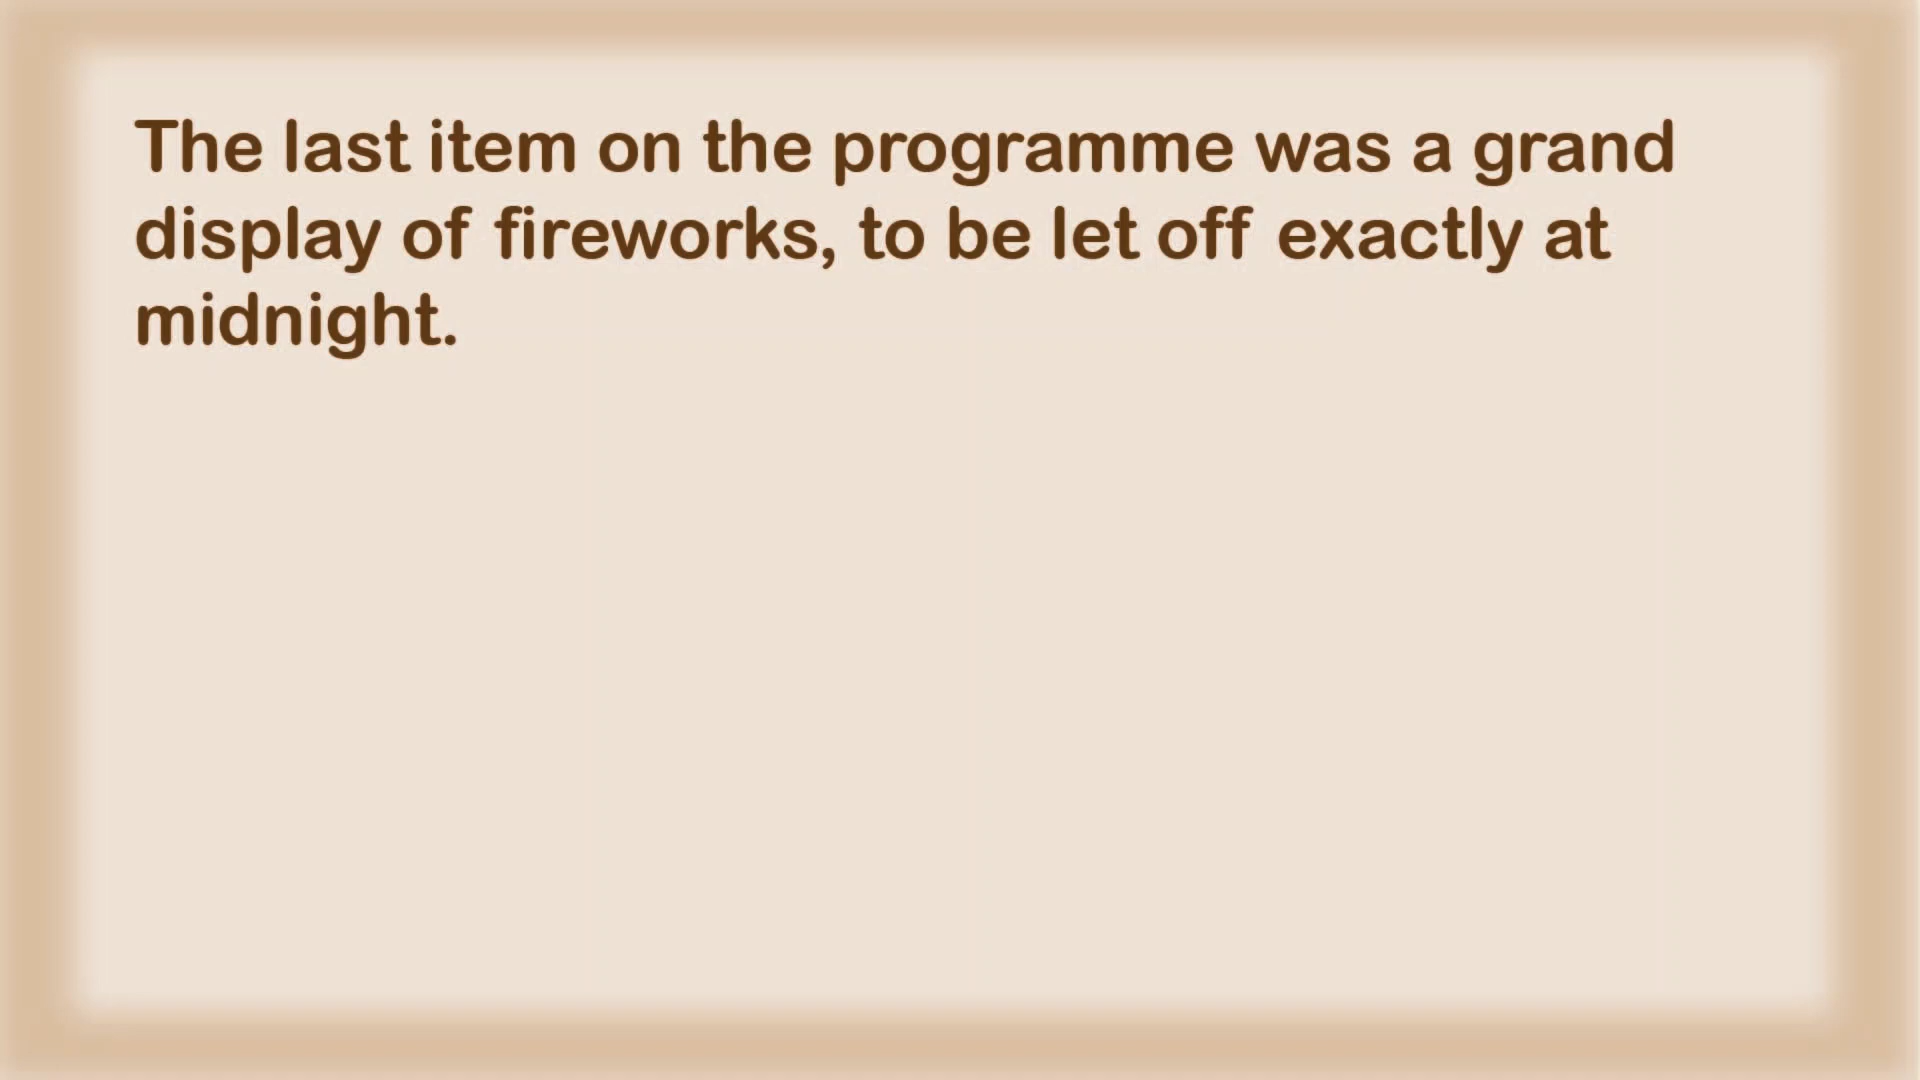 The last item on the programme was a grand
display of fireworks, to be let off exactly at
midnight.